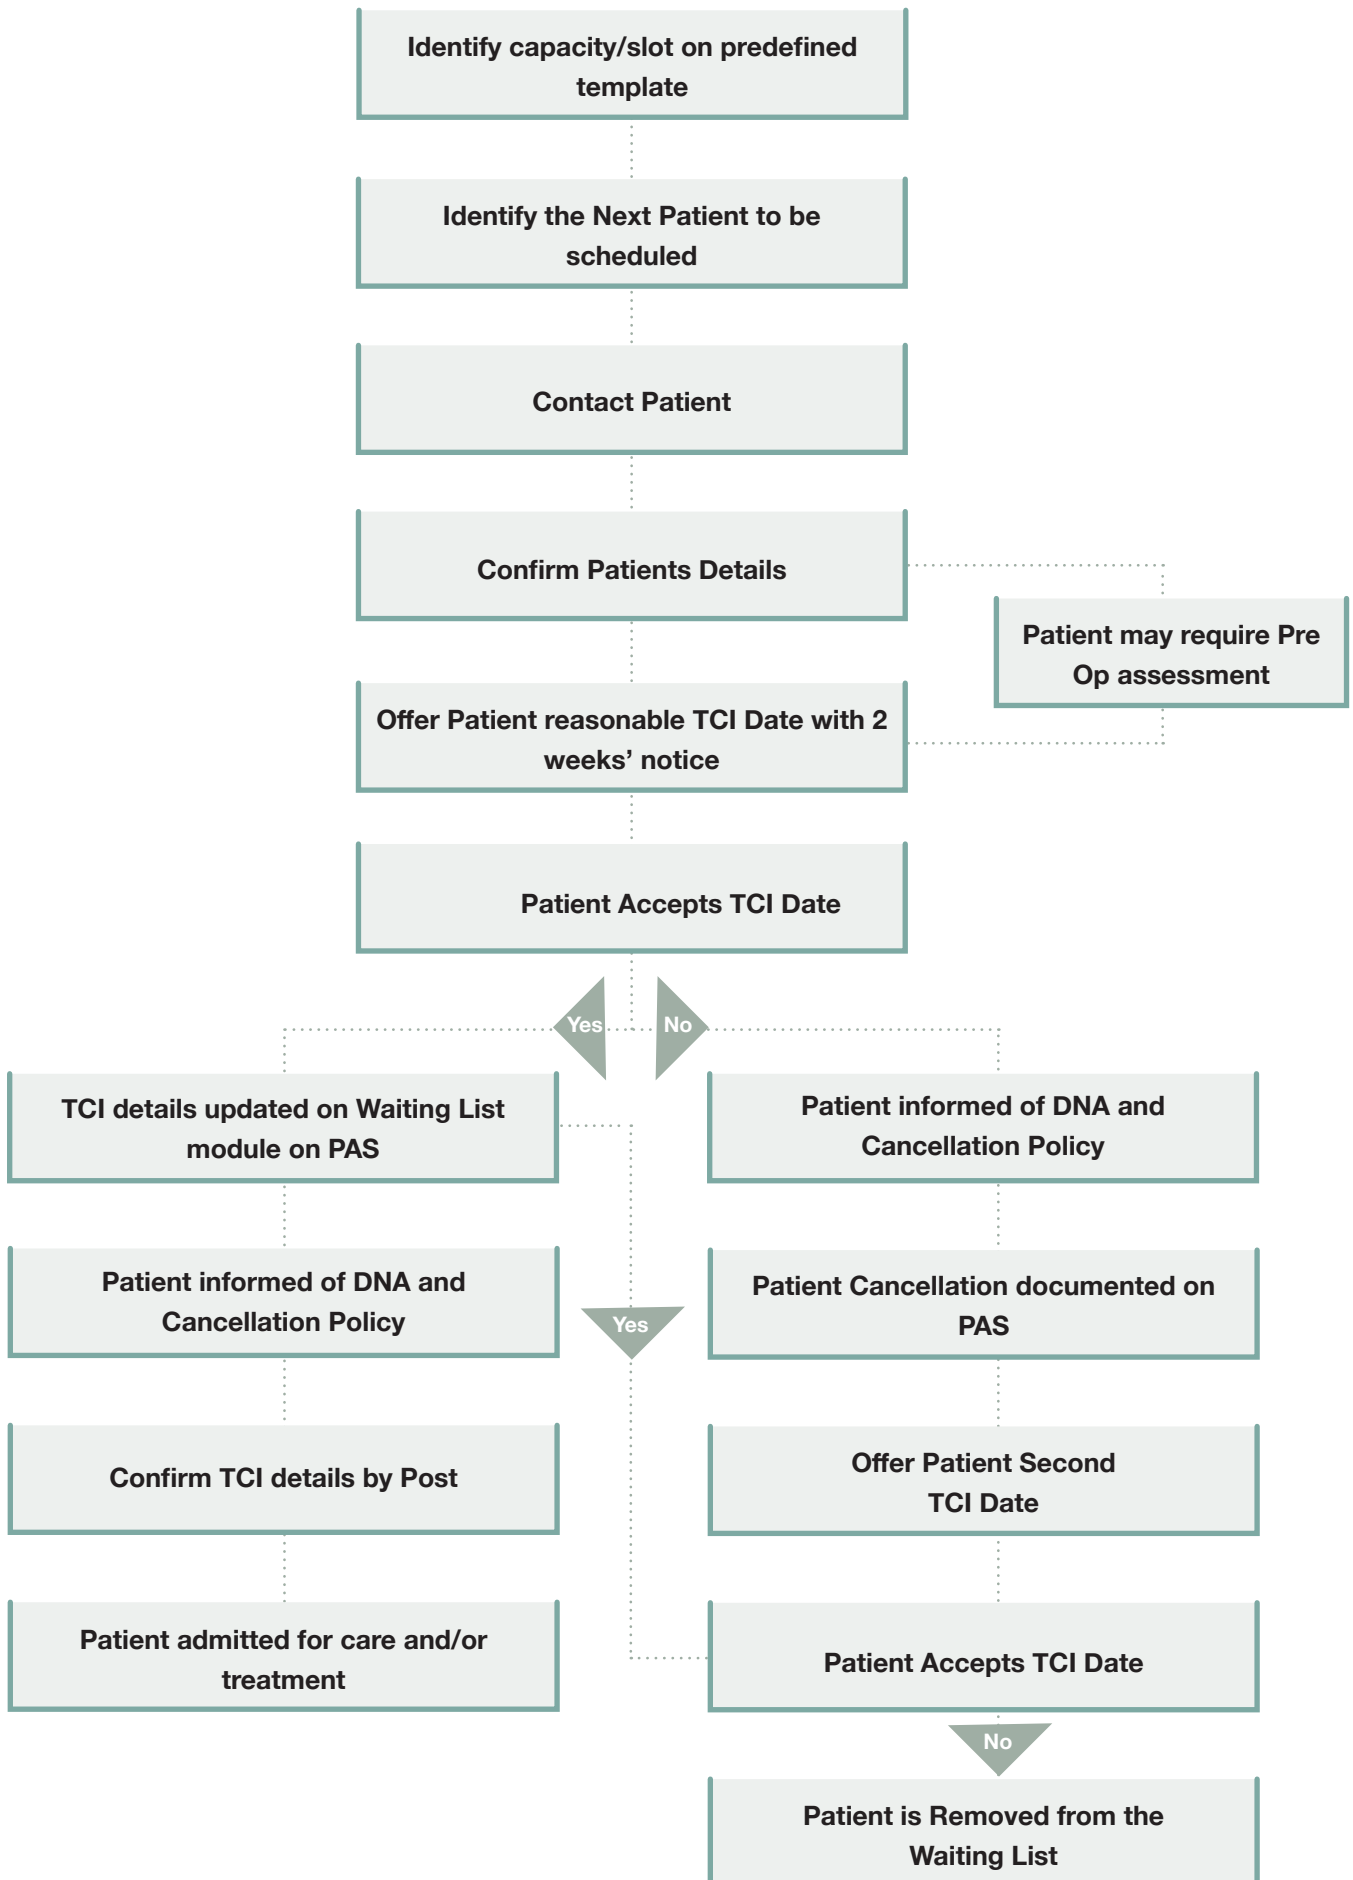 Identify capacity/slot on predefined
template
Identify the Next Patient to be
scheduled
Contact Patient
Confirm Patients Details
Patient may require Pre
Op assessment
Offer Patient reasonable TCI Date with 2
weeks’ notice
Patient Accepts TCI Date
Yes
No
TCI details updated on Waiting List
module on PAS
Patient informed of DNA and
Cancellation Policy
Confirm TCI details by Post
Patient admitted for care and/or
treatment
Yes
Patient informed of DNA and
Cancellation Policy
Patient Cancellation documented on
PAS
Offer Patient Second
TCI Date
Patient Accepts TCI Date
No
Patient is Removed from the
Waiting List